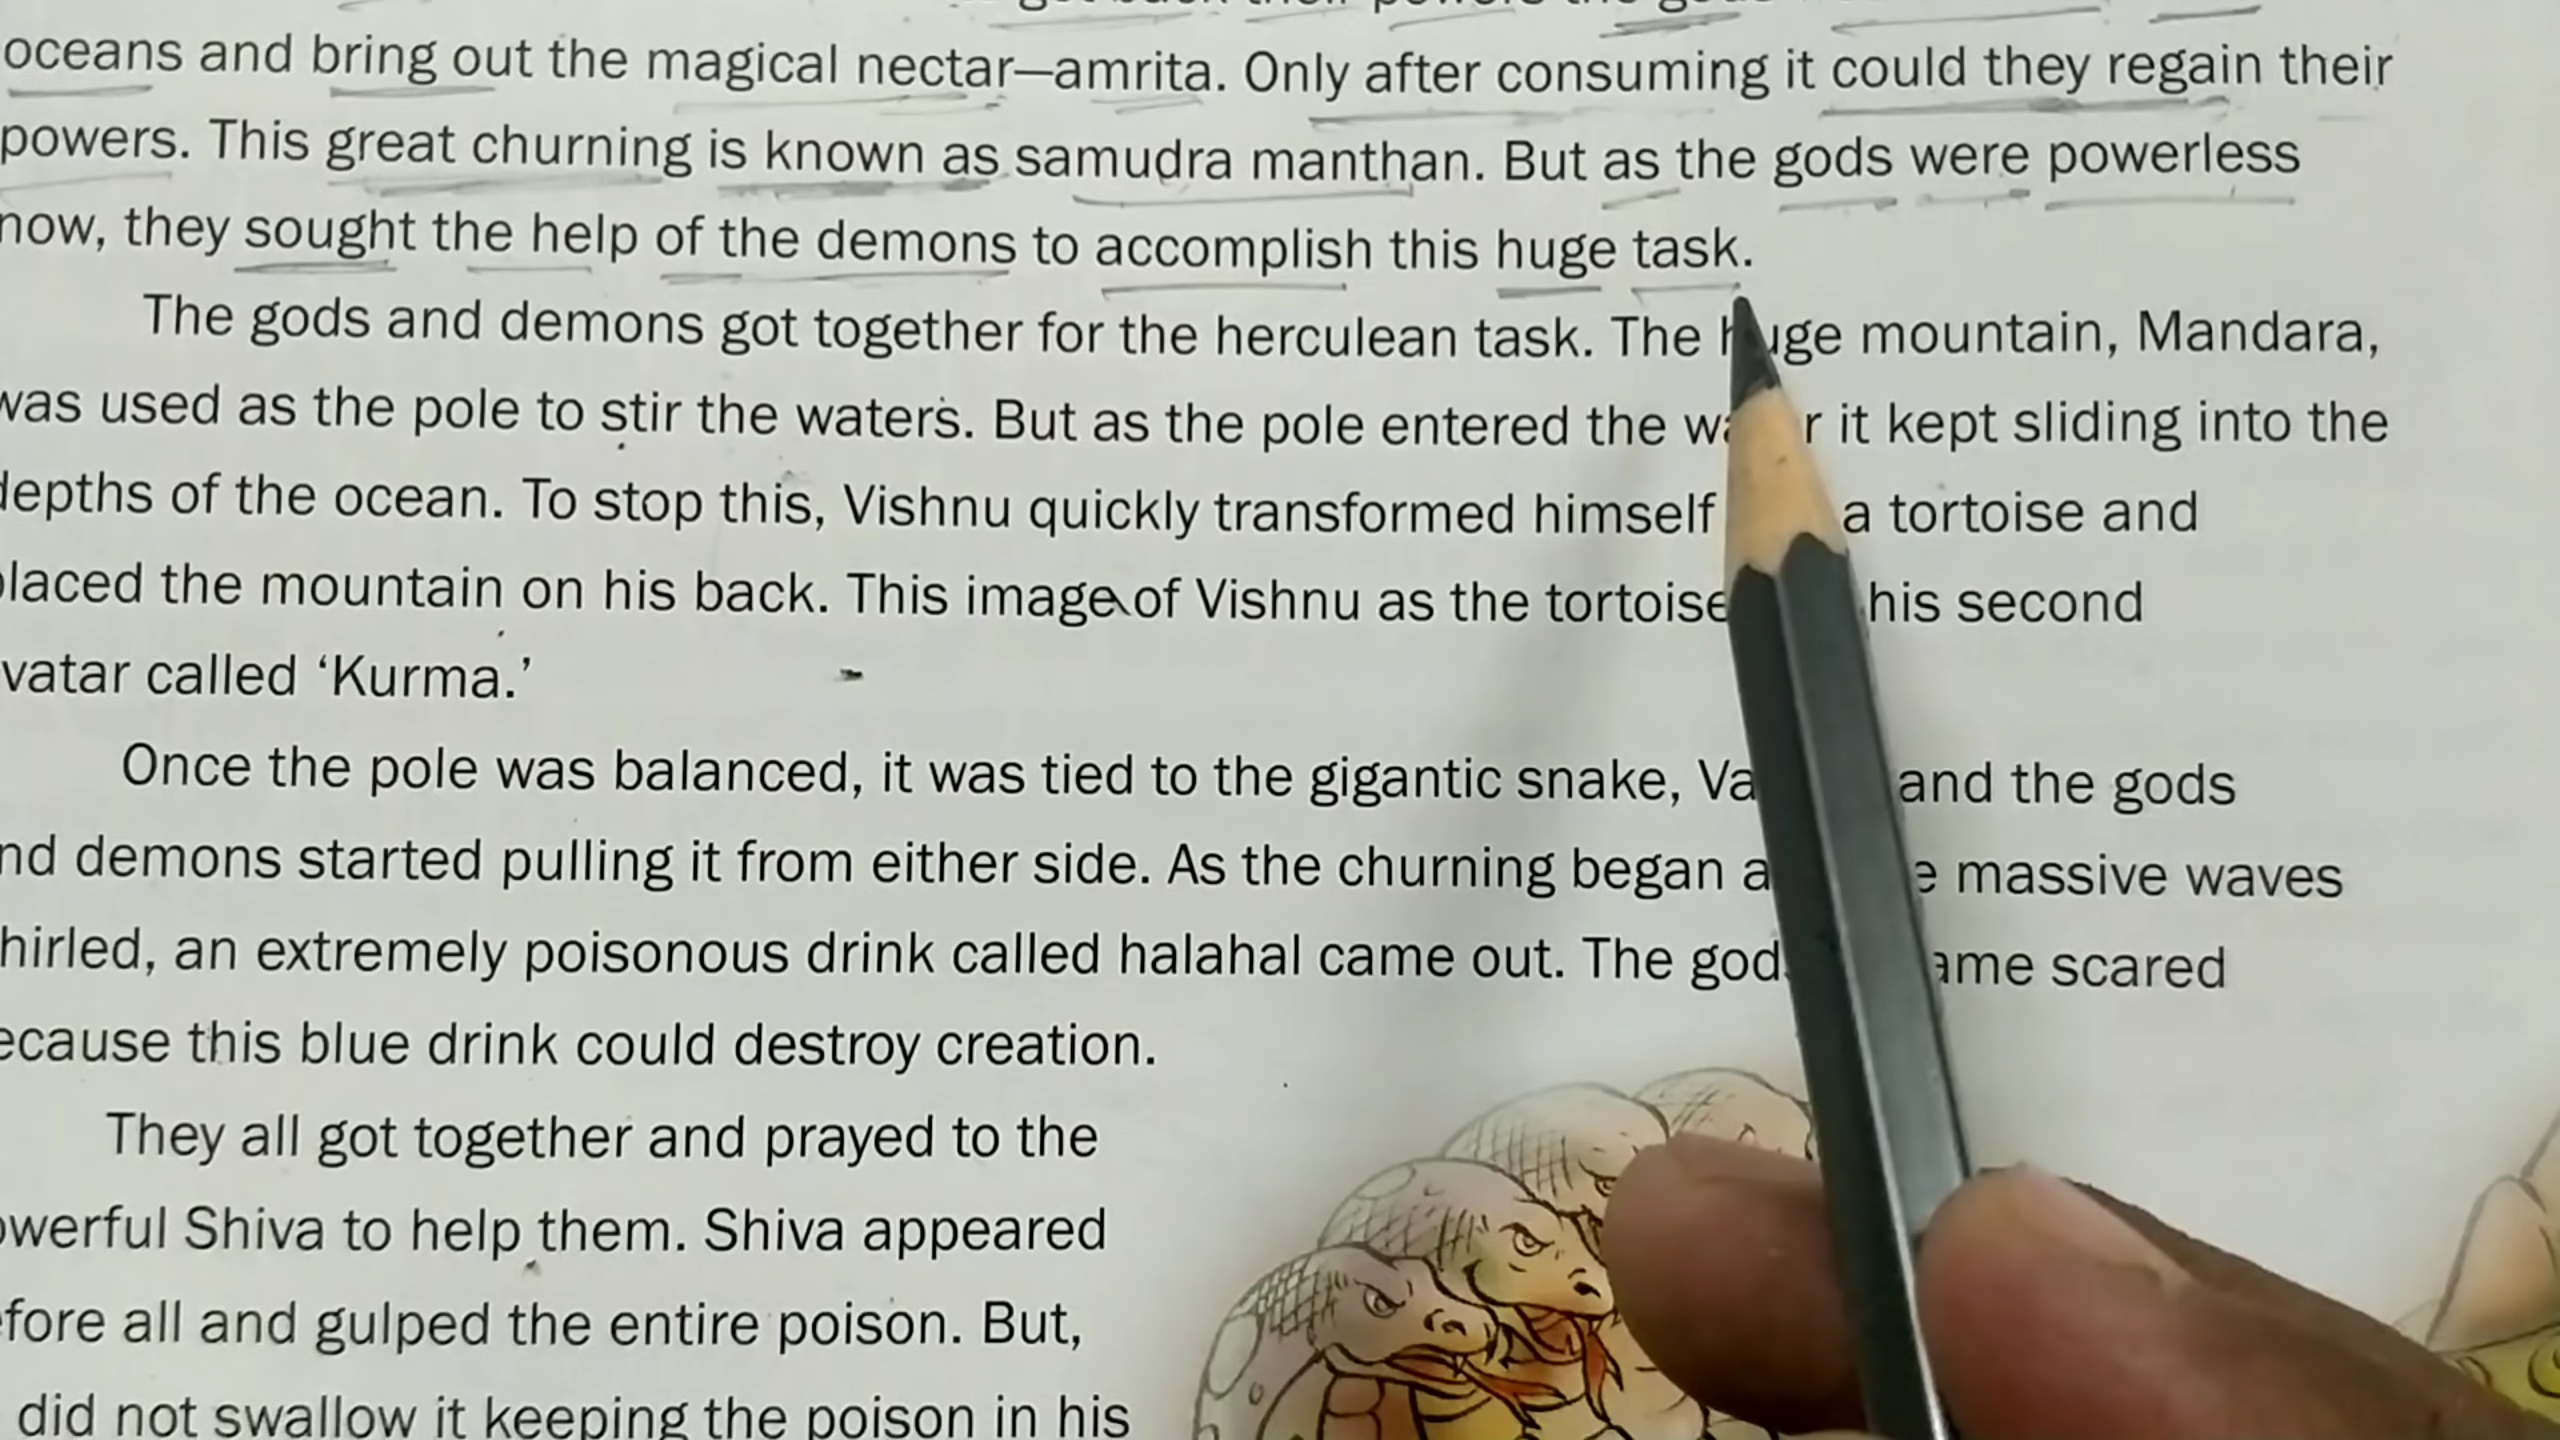 oceans and bring out the magical nectar—amrita. Only after consuming it could they regain their
powers. This great churning is known as samudra manthan. But as the gods were powerless
now, they sought the help of the demons to accomplish this huge task.
The gods and demons got together for the herculean task. The huge mountain, Mandara,
was used as the pole to stir the waters. But as the pole entered the wa r it kept sliding into the
depths of the ocean. To stop this, Vishnu quickly transformed himself a tortoise and
placed the mountain on his back. This image of Vishnu as the tortoise his second
vatar called ‘Kurma.’
Once the pole was balanced, it was tied to the gigantic snake, Va and the gods
nd demons started pulling it from either side. As the churning began a e massive waves
hirled, an extremely poisonous drink called halahal came out. The gods ame scared
ecause this blue drink could destroy creation.
They all got together and prayed to the
owerful Shiva to help them. Shiva appeared
efore all and gulped the entire poison. But,
did not swallow it keeping the poison in his